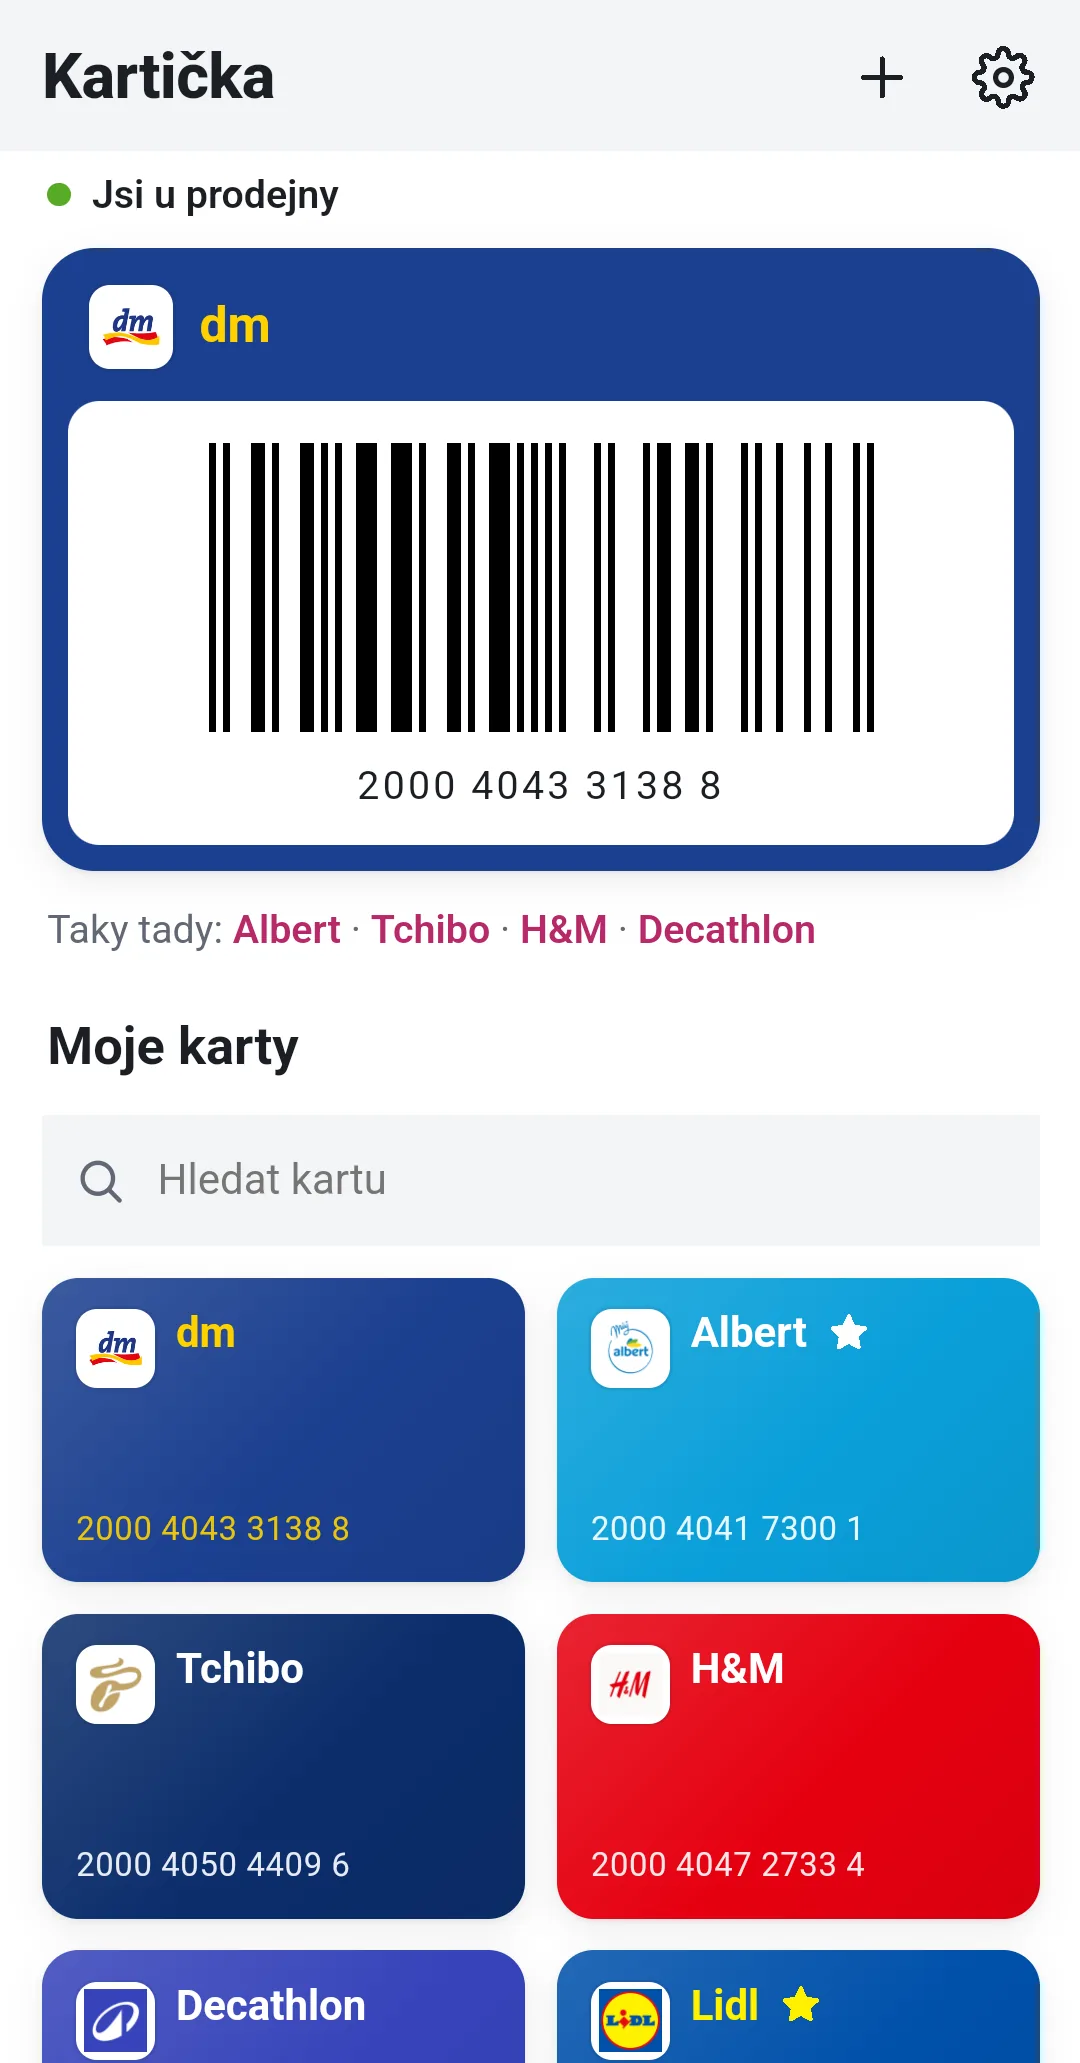 Kartička
Jsi u prodejny
dm dm
2000 4043 3138 8
Taky tady: Albert · Tchibo · H&M · Decathlon
Moje karty
Hledat kartu
dm dm
2000 4043 3138 8
Můj albert Albert
2000 4041 7300 1
Tchibo
2000 4050 4409 6
H&M H&M
2000 4047 2733 4
Decathlon
LIDL Lidl